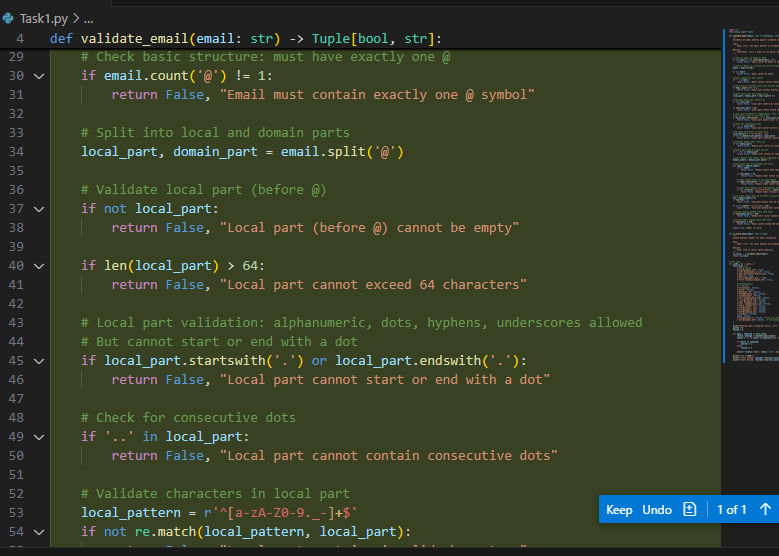 Task1.py > ...
4 def validate_email(email: str) -> Tuple[bool, str]:
29 # Check basic structure: must have exactly one @
30 if email.count('@') != 1:
31 return False, "Email must contain exactly one @ symbol"
32
33 # Split into local and domain parts
34 local_part, domain_part = email.split('@')
35
36 # Validate local part (before @)
37 if not local_part:
38 return False, "Local part (before @) cannot be empty"
39
40 if len(local_part) > 64:
41 return False, "Local part cannot exceed 64 characters"
42
43 # Local part validation: alphanumeric, dots, hyphens, underscores allowed
44 # But cannot start or end with a dot
45 if local_part.startswith('.') or local_part.endswith('.'):
46 return False, "Local part cannot start or end with a dot"
47
48 # Check for consecutive dots
49 if '..' in local_part:
50 return False, "Local part cannot contain consecutive dots"
51
52 # Validate characters in local part
53 local_pattern = r'^[a-zA-Z0-9._-]+$'
54 if not re.match(local_pattern, local_part):
Keep Undo 1 of 1